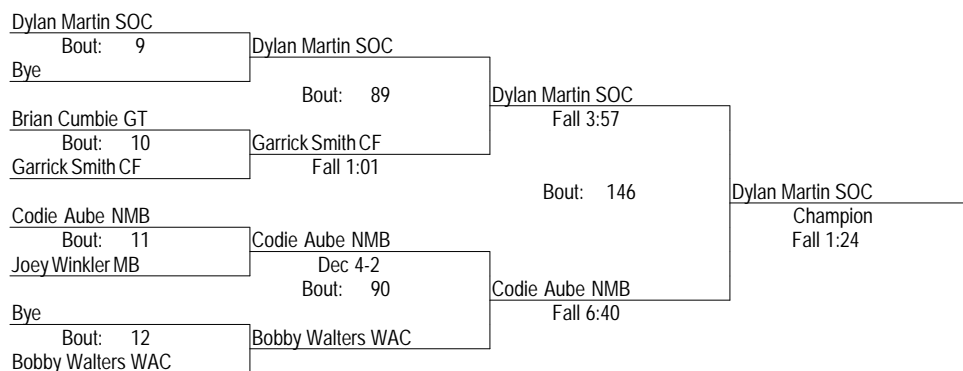 Dylan Martin SOC
Bout: 9
Dylan Martin SOC
Bye
Bout: 89
Dylan Martin SOC
Brian Cumbie GT
Fall 3:57
Bout: 10
Garrick Smith CF
Garrick Smith CF
Fall 1:01
Bout: 146
Dylan Martin SOC
Codie Aube NMB
Champion
Bout: 11
Codie Aube NMB
Fall 1:24
Joey Winkler MB
Dec 4-2
Bout: 90
Codie Aube NMB
Bye
Fall 6:40
Bout: 12
Bobby Walters WAC
Bobby Walters WAC